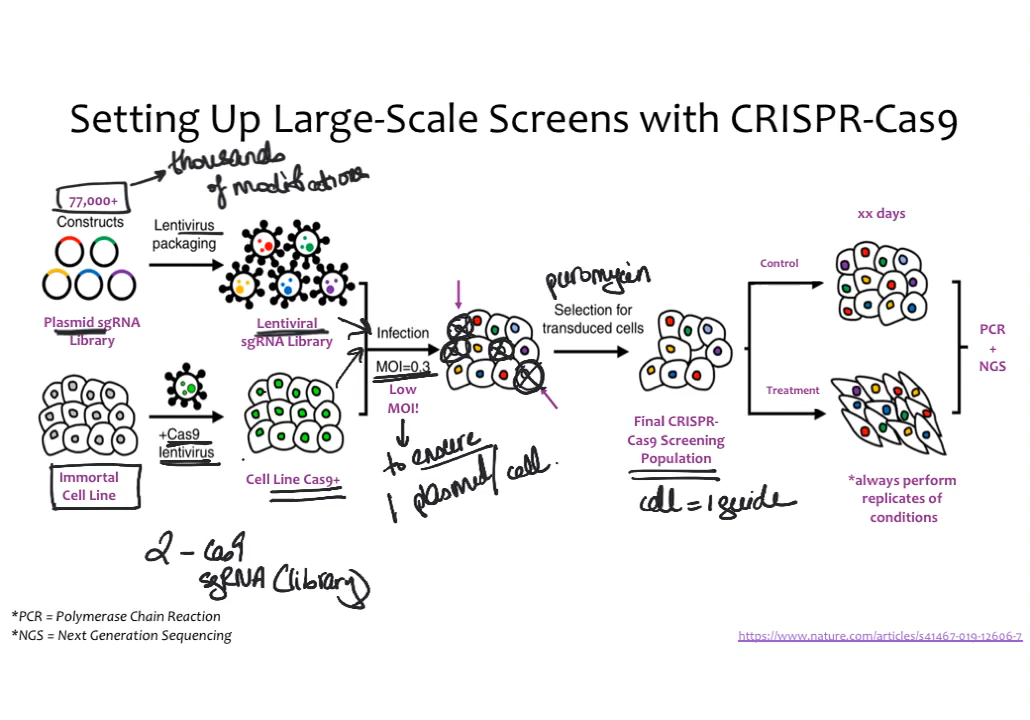 Setting Up Large-Scale Screens with CRISPR-Cas9
thousands
of modifications
77,000+
Constructs
Lentivirus
packaging
Plasmid sgRNA
Library
Lentiviral
sgRNA Library
Immortal
Cell Line
+Cas9
lentivirus
Cell Line Cas9+
2 - Cas9
sgRNA (library)
Infection
MOI=0.3
Low
MOI!
to ensure
1 plasmid/cell.
puromycin
Selection for
transduced cells
Final CRISPR-
Cas9 Screening
Population
cell = 1 guide
xx days
Control
Treatment
*always perform
replicates of
conditions
PCR
+
NGS
*PCR = Polymerase Chain Reaction
*NGS = Next Generation Sequencing
https://www.nature.com/articles/s41467-019-12606-7